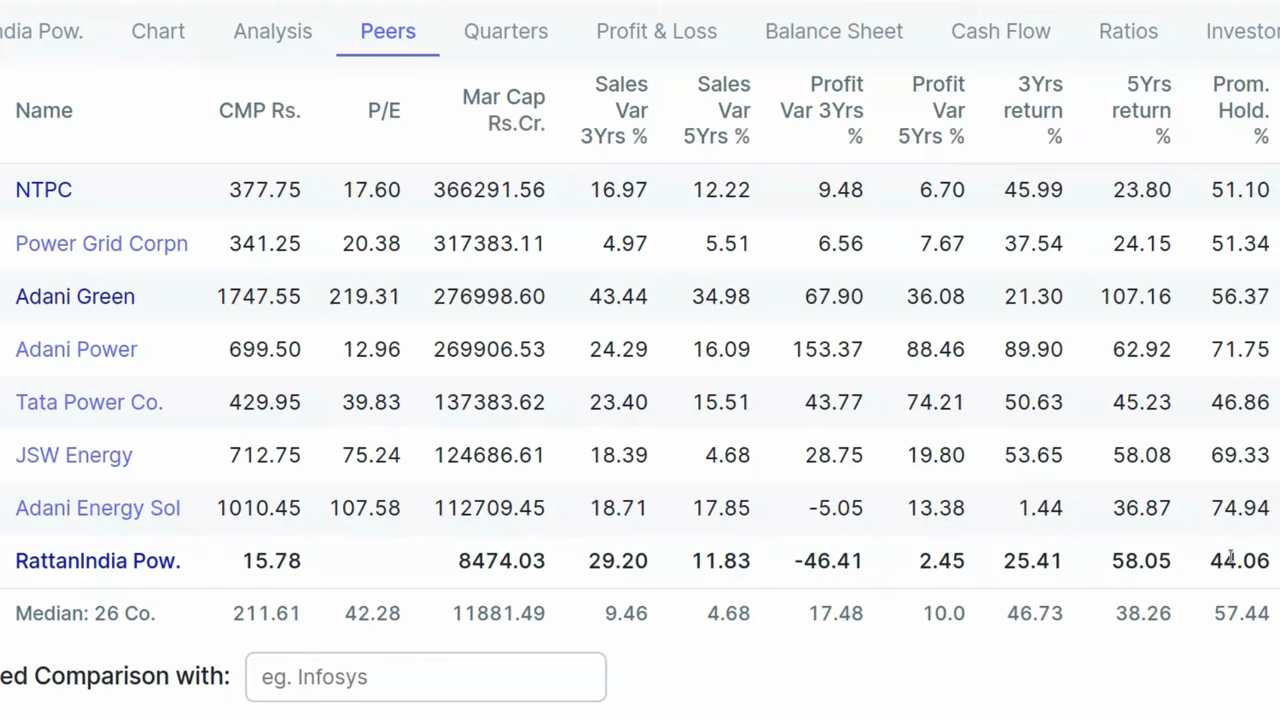 ndia Pow. Chart Analysis Peers Quarters Profit & Loss Balance Sheet Cash Flow Ratios Investor
Name CMP Rs. P/E Mar Cap Rs.Cr. Sales Var 3Yrs % Sales Var 5Yrs % Profit Var 3Yrs % Profit Var 5Yrs % 3Yrs return % 5Yrs return % Prom. Hold. %
NTPC 377.75 17.60 366291.56 16.97 12.22 9.48 6.70 45.99 23.80 51.10
Power Grid Corpn 341.25 20.38 317383.11 4.97 5.51 6.56 7.67 37.54 24.15 51.34
Adani Green 1747.55 219.31 276998.60 43.44 34.98 67.90 36.08 21.30 107.16 56.37
Adani Power 699.50 12.96 269906.53 24.29 16.09 153.37 88.46 89.90 62.92 71.75
Tata Power Co. 429.95 39.83 137383.62 23.40 15.51 43.77 74.21 50.63 45.23 46.86
JSW Energy 712.75 75.24 124686.61 18.39 4.68 28.75 19.80 53.65 58.08 69.33
Adani Energy Sol 1010.45 107.58 112709.45 18.71 17.85 -5.05 13.38 1.44 36.87 74.94
RattanIndia Pow. 15.78 8474.03 29.20 11.83 -46.41 2.45 25.41 58.05 44.06
Median: 26 Co. 211.61 42.28 11881.49 9.46 4.68 17.48 10.0 46.73 38.26 57.44
ed Comparison with: eg. Infosys